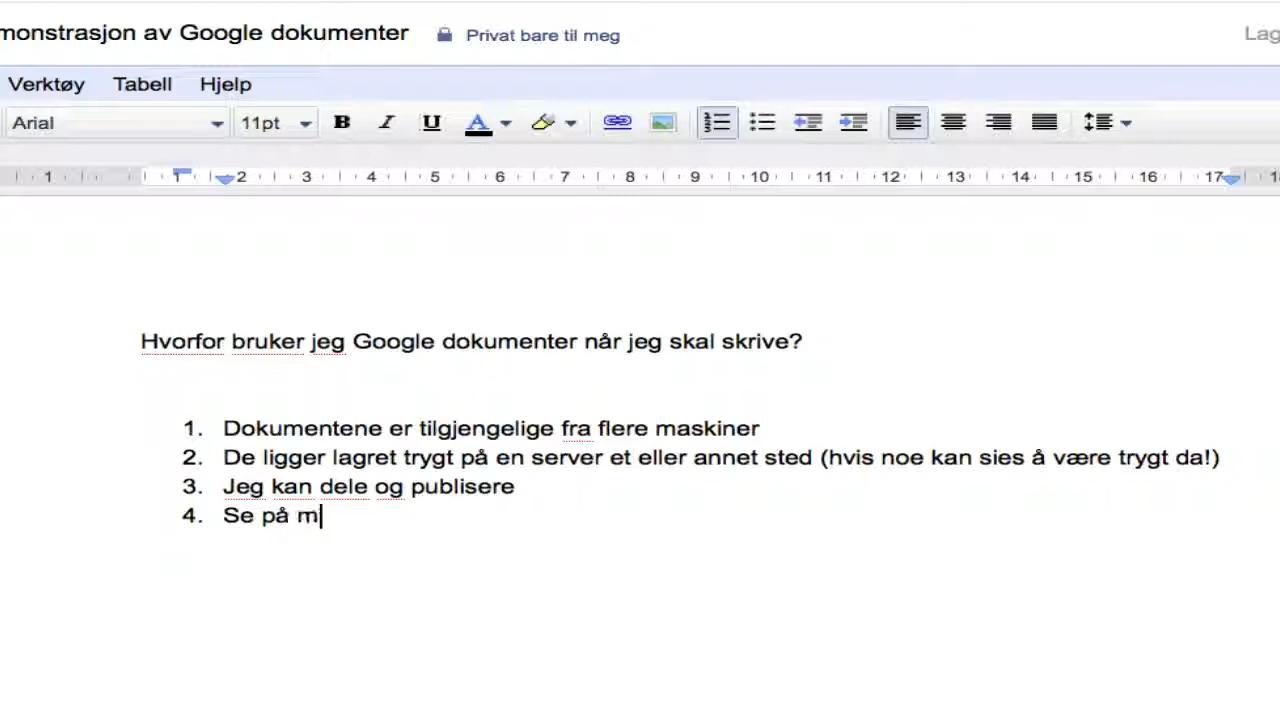 monstrasjon av Google dokumenter Privat bare til meg Lag
Verktøy Tabell Hjelp
Arial 11pt B I U A
1 1 2 3 4 5 6 7 8 9 10 11 12 13 14 15 16 17 18
Hvorfor bruker jeg Google dokumenter når jeg skal skrive?
1. Dokumentene er tilgjengelige fra flere maskiner
2. De ligger lagret trygt på en server et eller annet sted (hvis noe kan sies å være trygt da!)
3. Jeg kan dele og publisere
4. Se på m